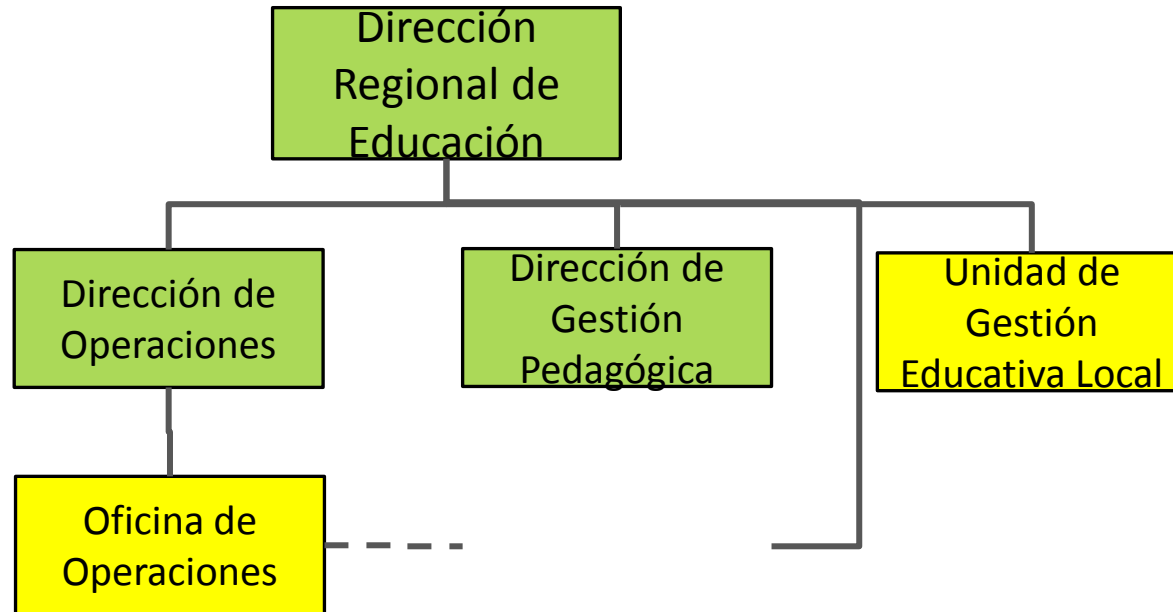 Dirección
Regional de
Educación
Dirección de
Operaciones
Dirección de
Gestión
Pedagógica
Unidad de
Gestión
Educativa Local
Oficina de
Operaciones